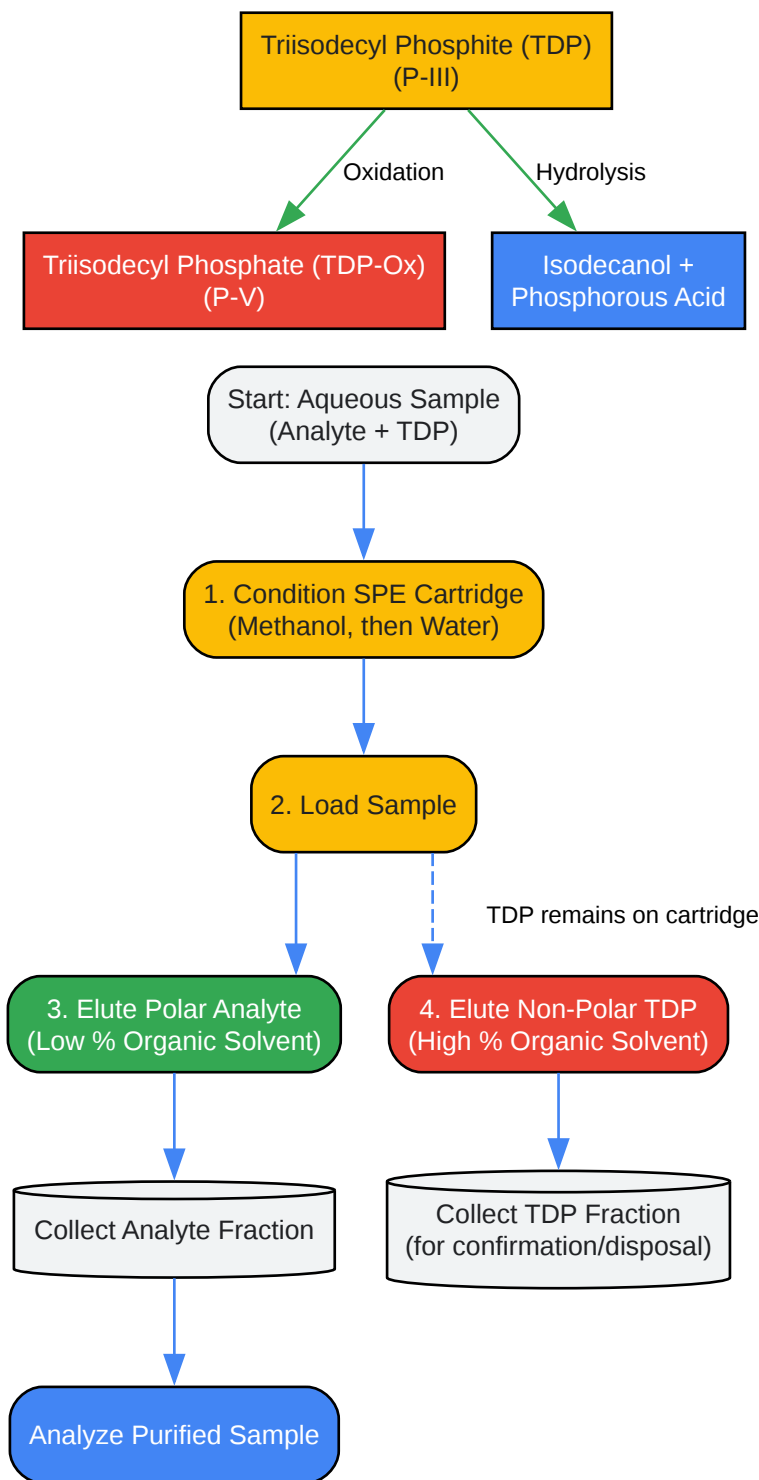 Triisodecyl Phosphite (TDP)
(P-III)
Oxidation
Hydrolysis
Triisodecyl Phosphate (TDP-Ox)
(P-V)
Isodecanol +
Phosphorous Acid
Start: Aqueous Sample
(Analyte + TDP)
1. Condition SPE Cartridge
(Methanol, then Water)
2. Load Sample
TDP remains on cartridge
3. Elute Polar Analyte
(Low % Organic Solvent)
4. Elute Non-Polar TDP
(High % Organic Solvent)
Collect Analyte Fraction
Collect TDP Fraction
(for confirmation/disposal)
Analyze Purified Sample